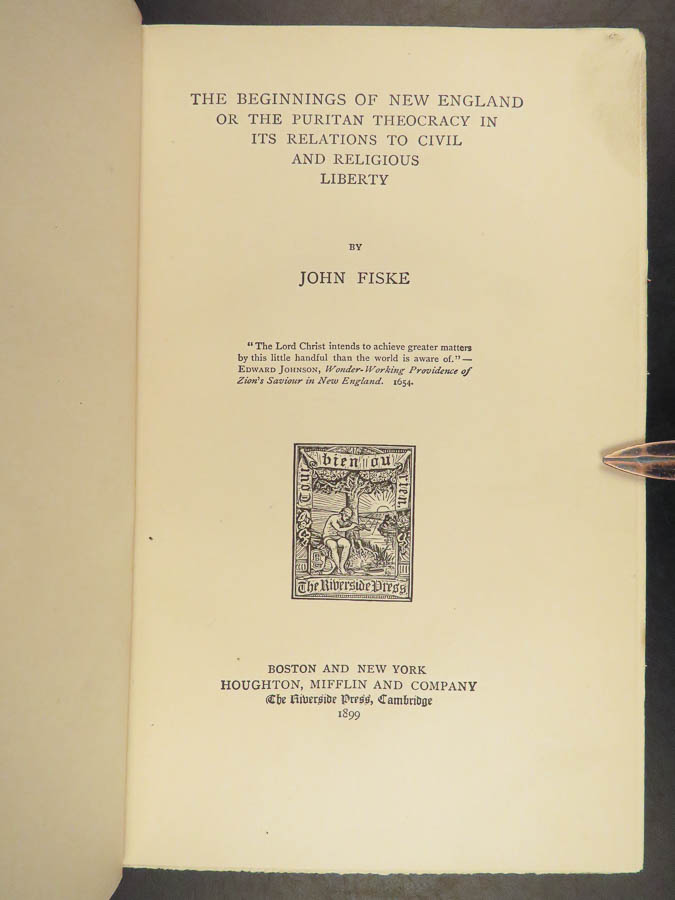 THE BEGINNINGS OF NEW ENGLAND
OR THE PURITAN THEOCRACY IN
ITS RELATIONS TO CIVIL
AND RELIGIOUS
LIBERTY
BY
JOHN FISKE
"The Lord Christ intends to achieve greater matters
by this little handful than the world is aware of." —
EDWARD JOHNSON, Wonder-Working Providence of
Zion's Saviour in New England. 1654.
Tout bien ou rien
The Riverside Press
BOSTON AND NEW YORK
HOUGHTON, MIFFLIN AND COMPANY
The Riverside Press, Cambridge
1899